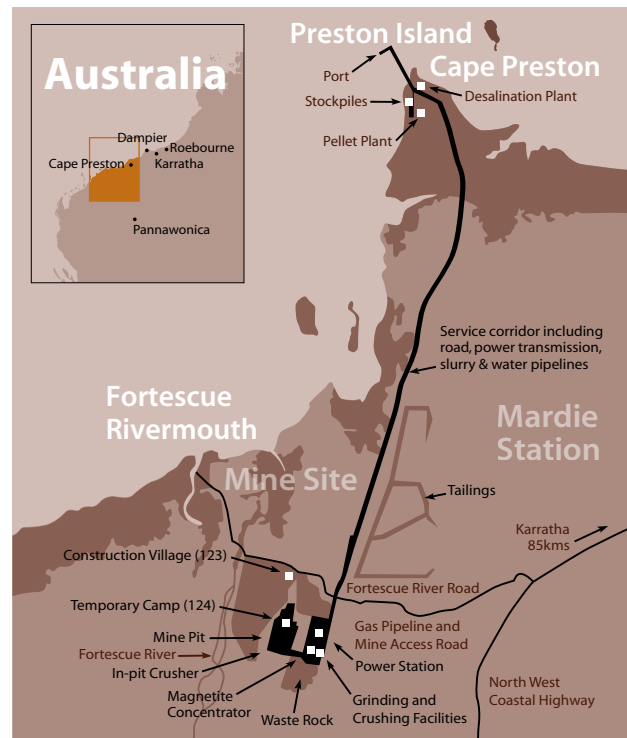 Preston Island
Australia
Cape Preston
Port
Desalination Plant
Stockpiles
Pellet Plant
Dampier
Roebourne
Cape Preston
Karratha
Pannawonica
Service corridor including
road, power transmission,
slurry & water pipelines
Fortescue
Rivermouth
Mardie
Station
Mine Site
Tailings
Karratha
85kms
Construction Village (123)
Fortescue River Road
Temporary Camp (124)
Gas Pipeline and
Mine Access Road
Mine Pit
Fortescue River
Power Station
In-pit Crusher
Magnetite
Concentrator
Grinding and
Crushing Facilities
North West
Coastal Highway
Waste Rock